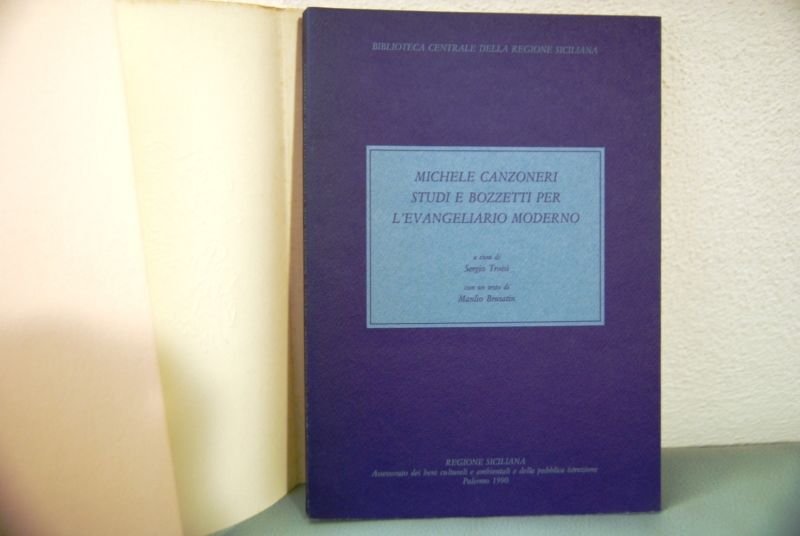 BIBLIOTECA CENTRALE DELLA REGIONE SICILIANA
MICHELE CANZONERI
STUDI E BOZZETTI PER
L'EVANGELIARIO MODERNO
a cura di
Sergio Troisi
con un testo di
Manlio Brusatin
REGIONE SICILIANA
Assessorato dei beni culturali e ambientali e della pubblica istruzione
Palermo 1990